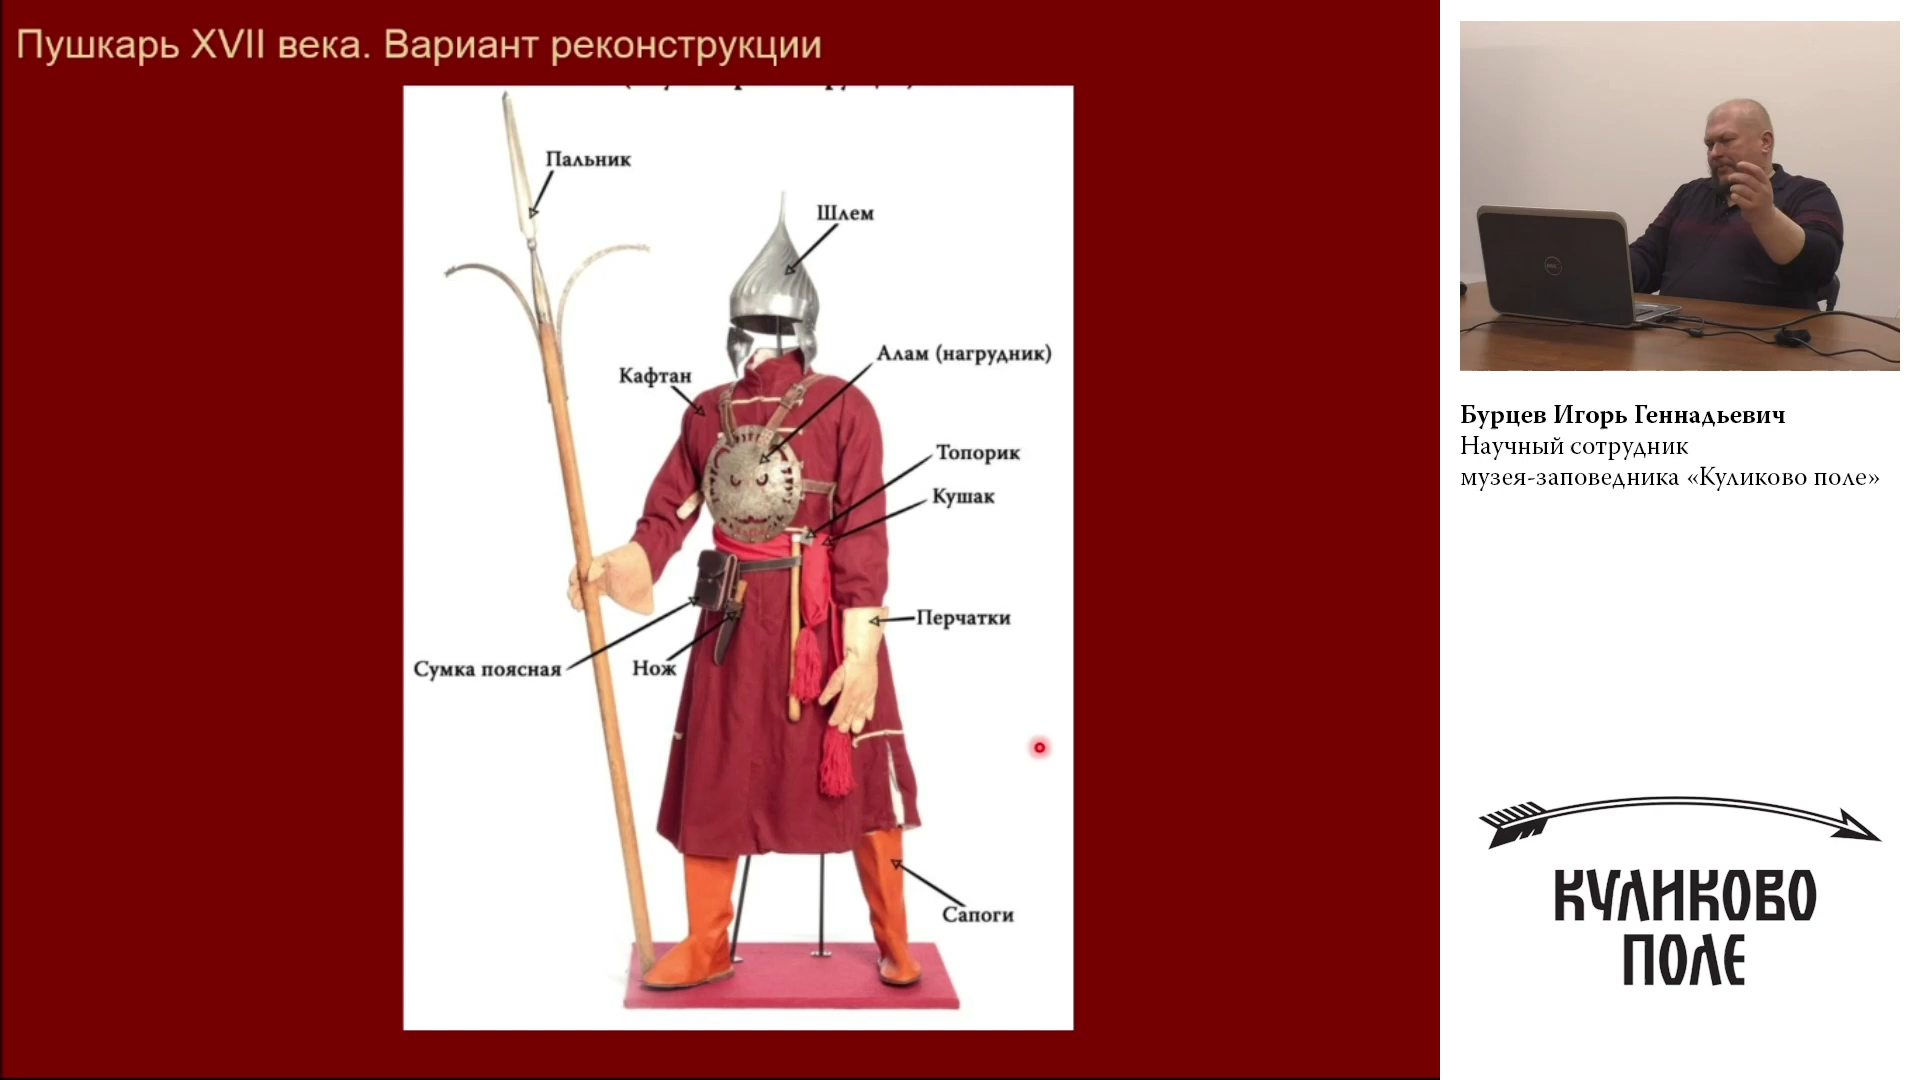 Пушкарь XVII века. Вариант реконструкции
Пальник
Шлем
Алам (нагрудник)
Кафтан
Топорик
Кушак
Перчатки
Сумка поясная
Нож
Сапоги
Бурцев Игорь Геннадьевич
Научный сотрудник
музея-заповедника «Куликово поле»
КУЛИКОВО
ПОЛЕ